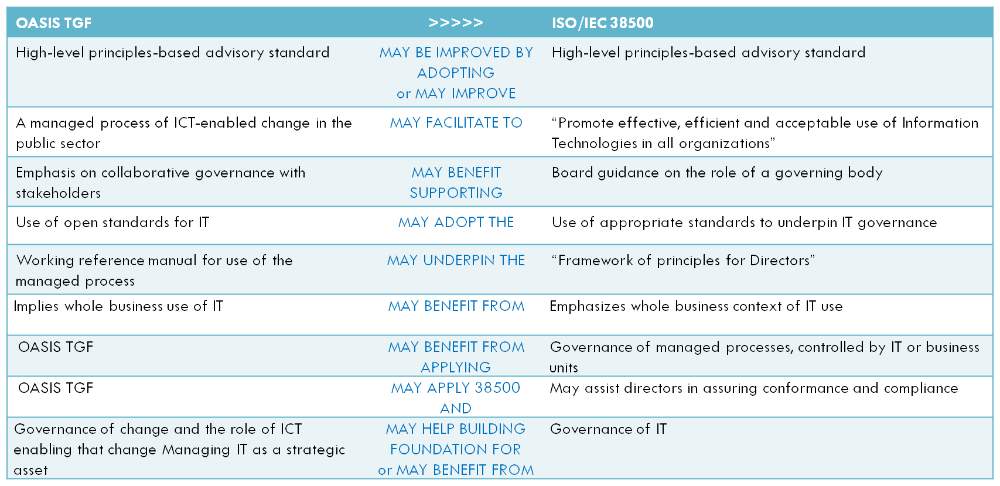 OASIS TGF >>>>> ISO/IEC 38500
High-level principles-based advisory standard
MAY BE IMPROVED BY
ADOPTING
or MAY IMPROVE
High-level principles-based advisory standard
A managed process of ICT-enabled change in the
public sector
MAY FACILITATE TO
“Promote effective, efficient and acceptable use of Information
Technologies in all organizations”
Emphasis on collaborative governance with
stakeholders
MAY BENEFIT
SUPPORTING
Board guidance on the role of a governing body
Use of open standards for IT
MAY ADOPT THE
Use of appropriate standards to underpin IT governance
Working reference manual for use of the
managed process
MAY UNDERPIN THE
“Framework of principles for Directors”
Implies whole business use of IT
MAY BENEFIT FROM
Emphasizes whole business context of IT use
OASIS TGF
MAY BENEFIT FROM
APPLYING
Governance of managed processes, controlled by IT or business
units
OASIS TGF
MAY APPLY 38500
AND
May assist directors in assuring conformance and compliance
Governance of change and the role of ICT
enabling that change Managing IT as a strategic
asset
MAY HELP BUILDING
FOUNDATION FOR
or MAY BENEFIT FROM
Governance of IT